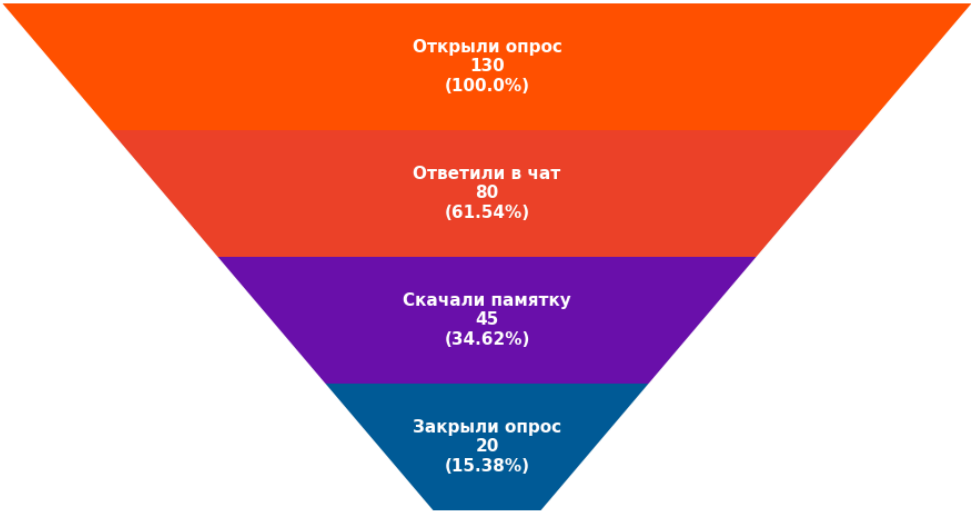 Открыли опрос
130
(100.0%)
Ответили в чат
80
(61.54%)
Скачали памятку
45
(34.62%)
Закрыли опрос
20
(15.38%)